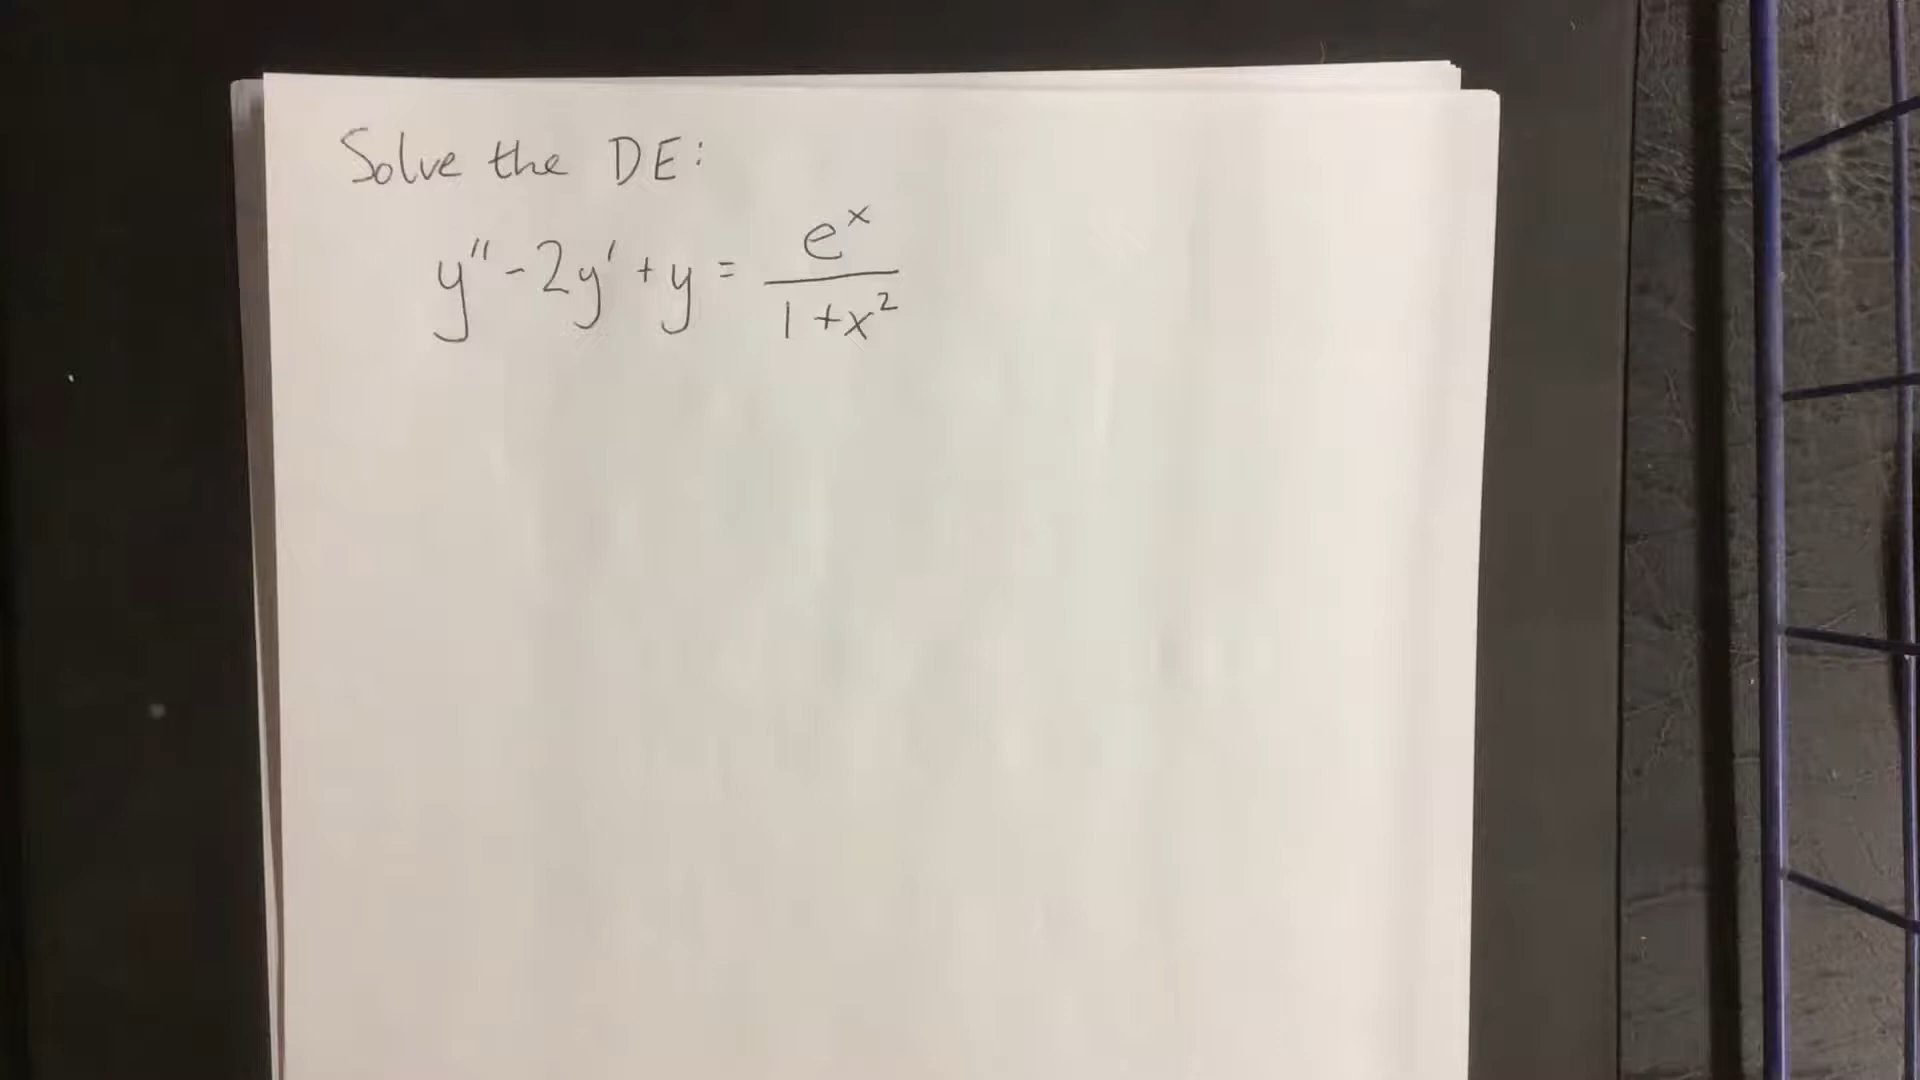 Solve the DE:
y'' - 2y' + y = e^x / (1 + x^2)